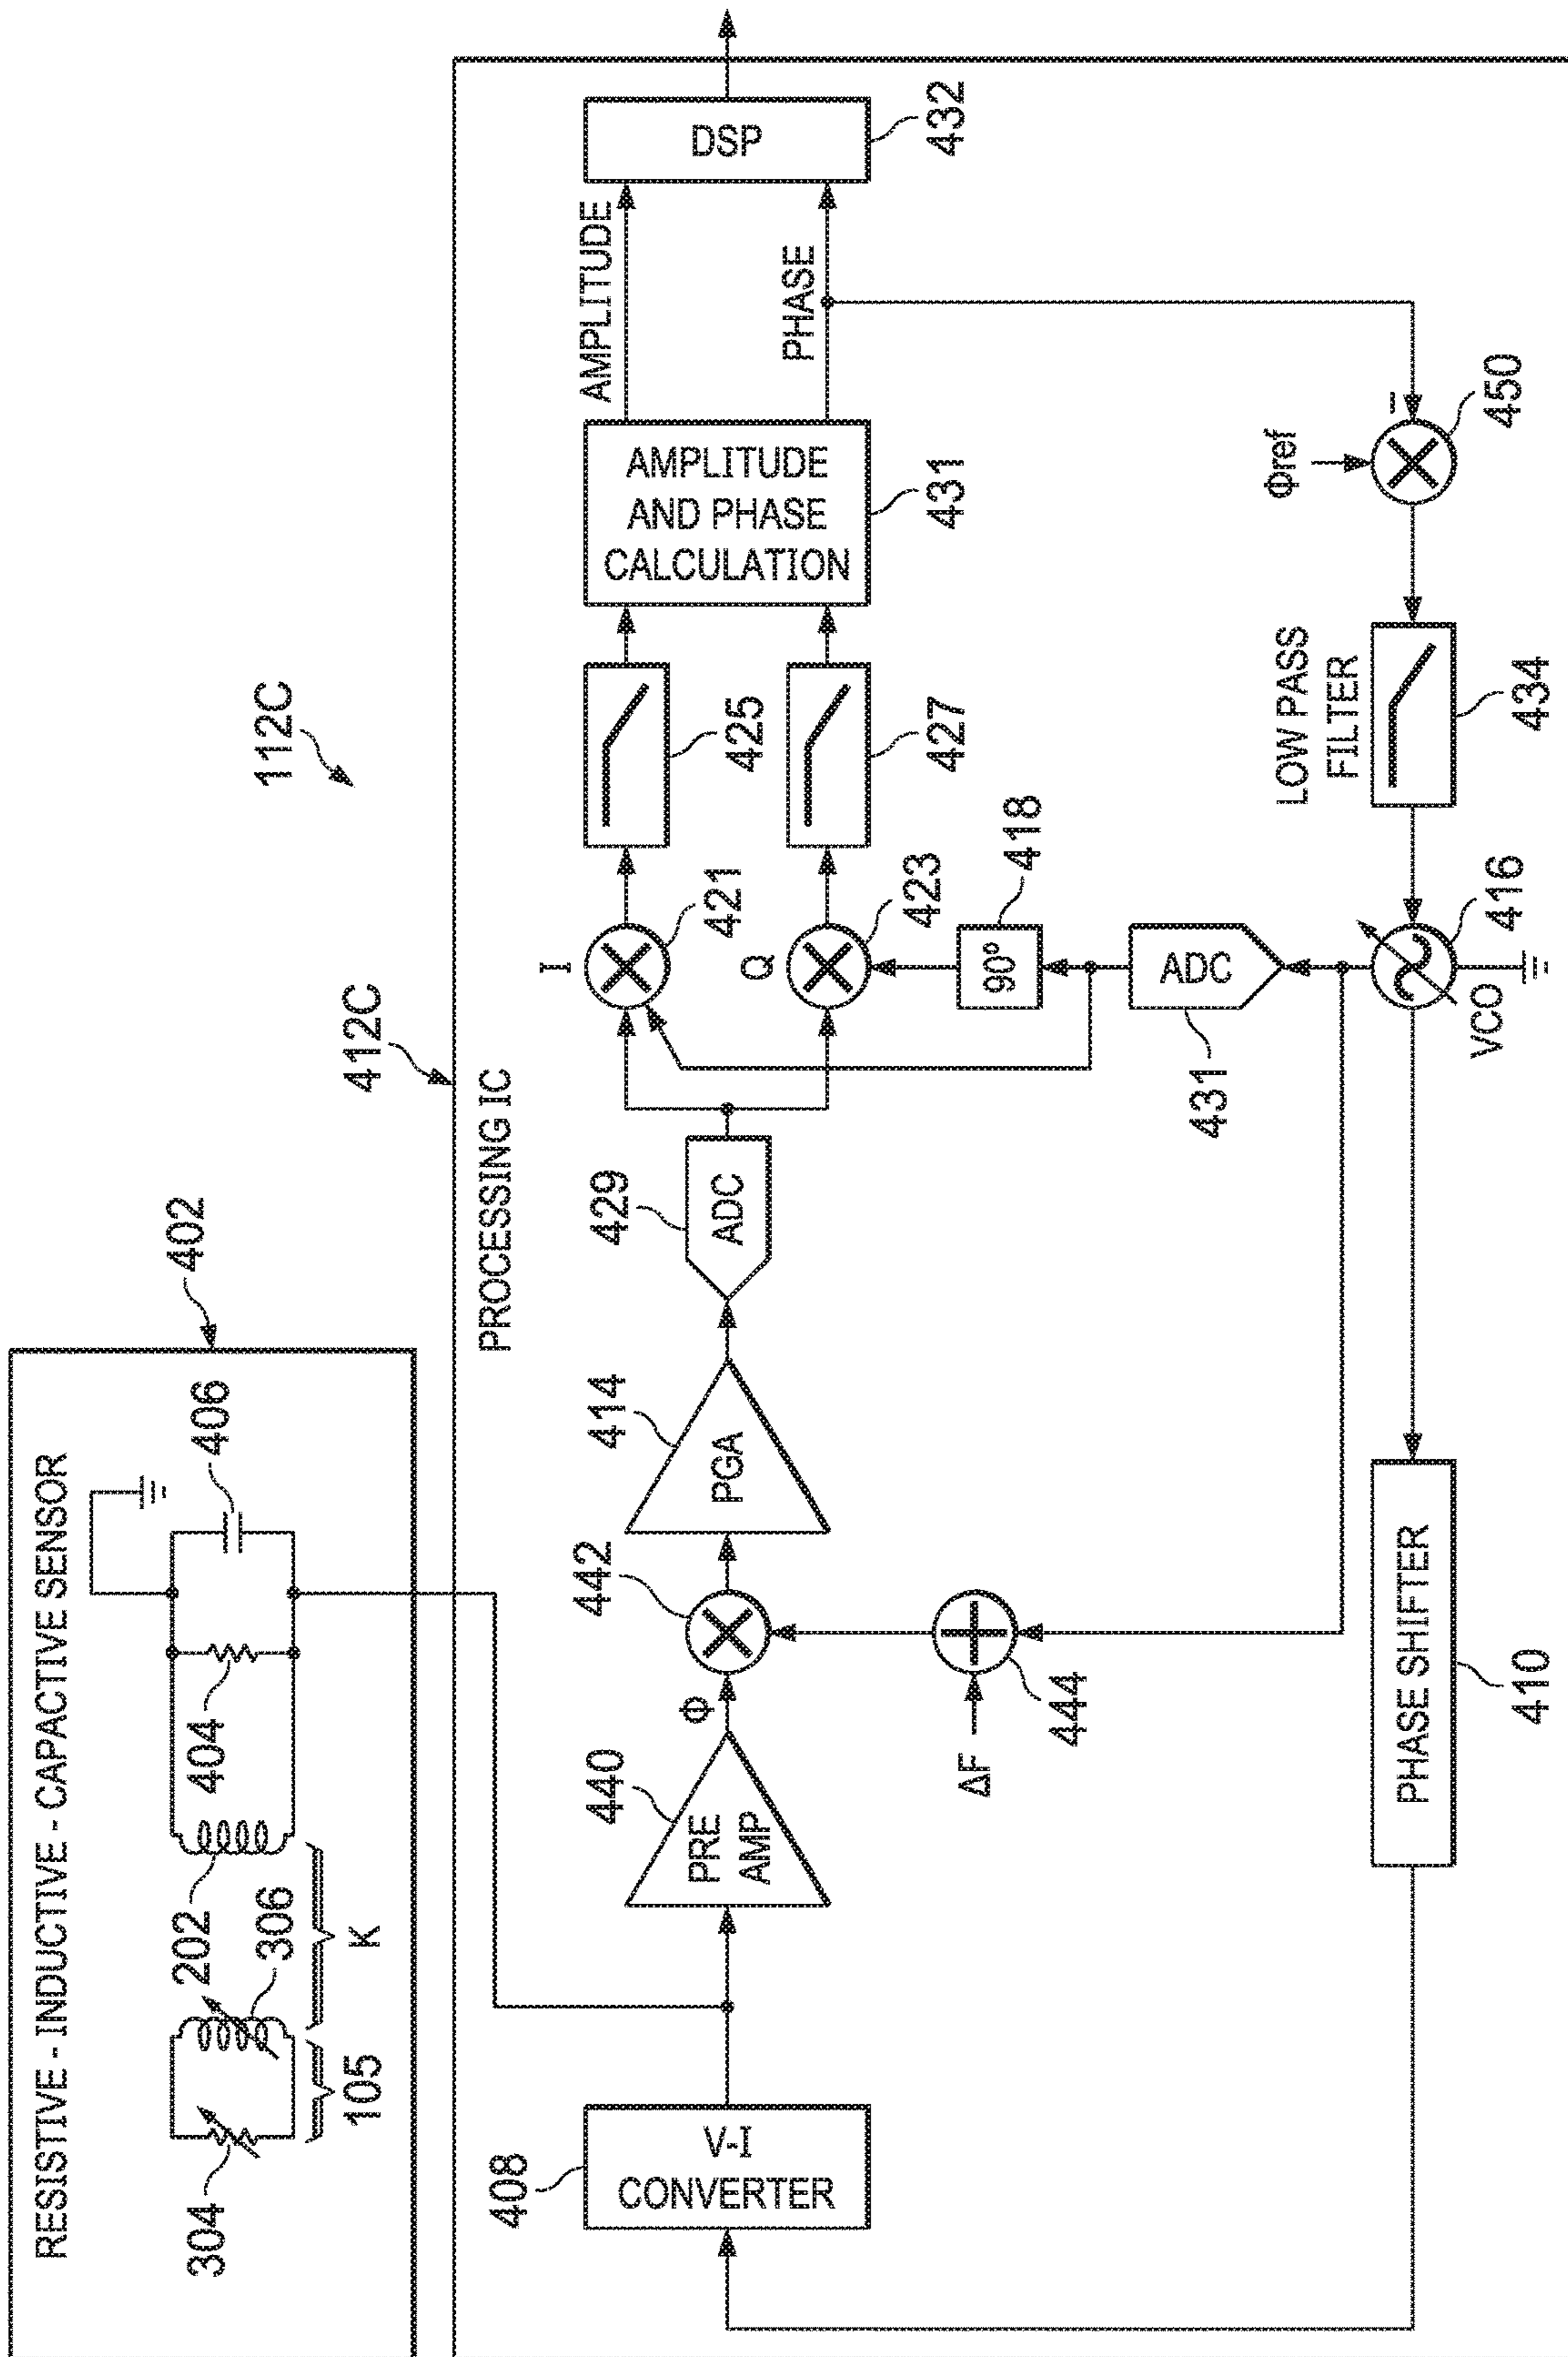 112C
402
RESISTIVE - INDUCTIVE - CAPACTIVE SENSOR
304
105
306
202
K
404
406
412C
PROCESSING IC
408
V-I
CONVERTER
440
PRE
AMP
Φ
442
414
PGA
429
ADC
I
421
Q
423
425
427
AMPLITUDE
AND PHASE
CALCULATION
431
AMPLITUDE
PHASE
DSP
432
ΔF
444
90°
418
ADC
431
PHASE SHIFTER
410
VCO
416
LOW PASS
FILTER
434
Φref
–
450